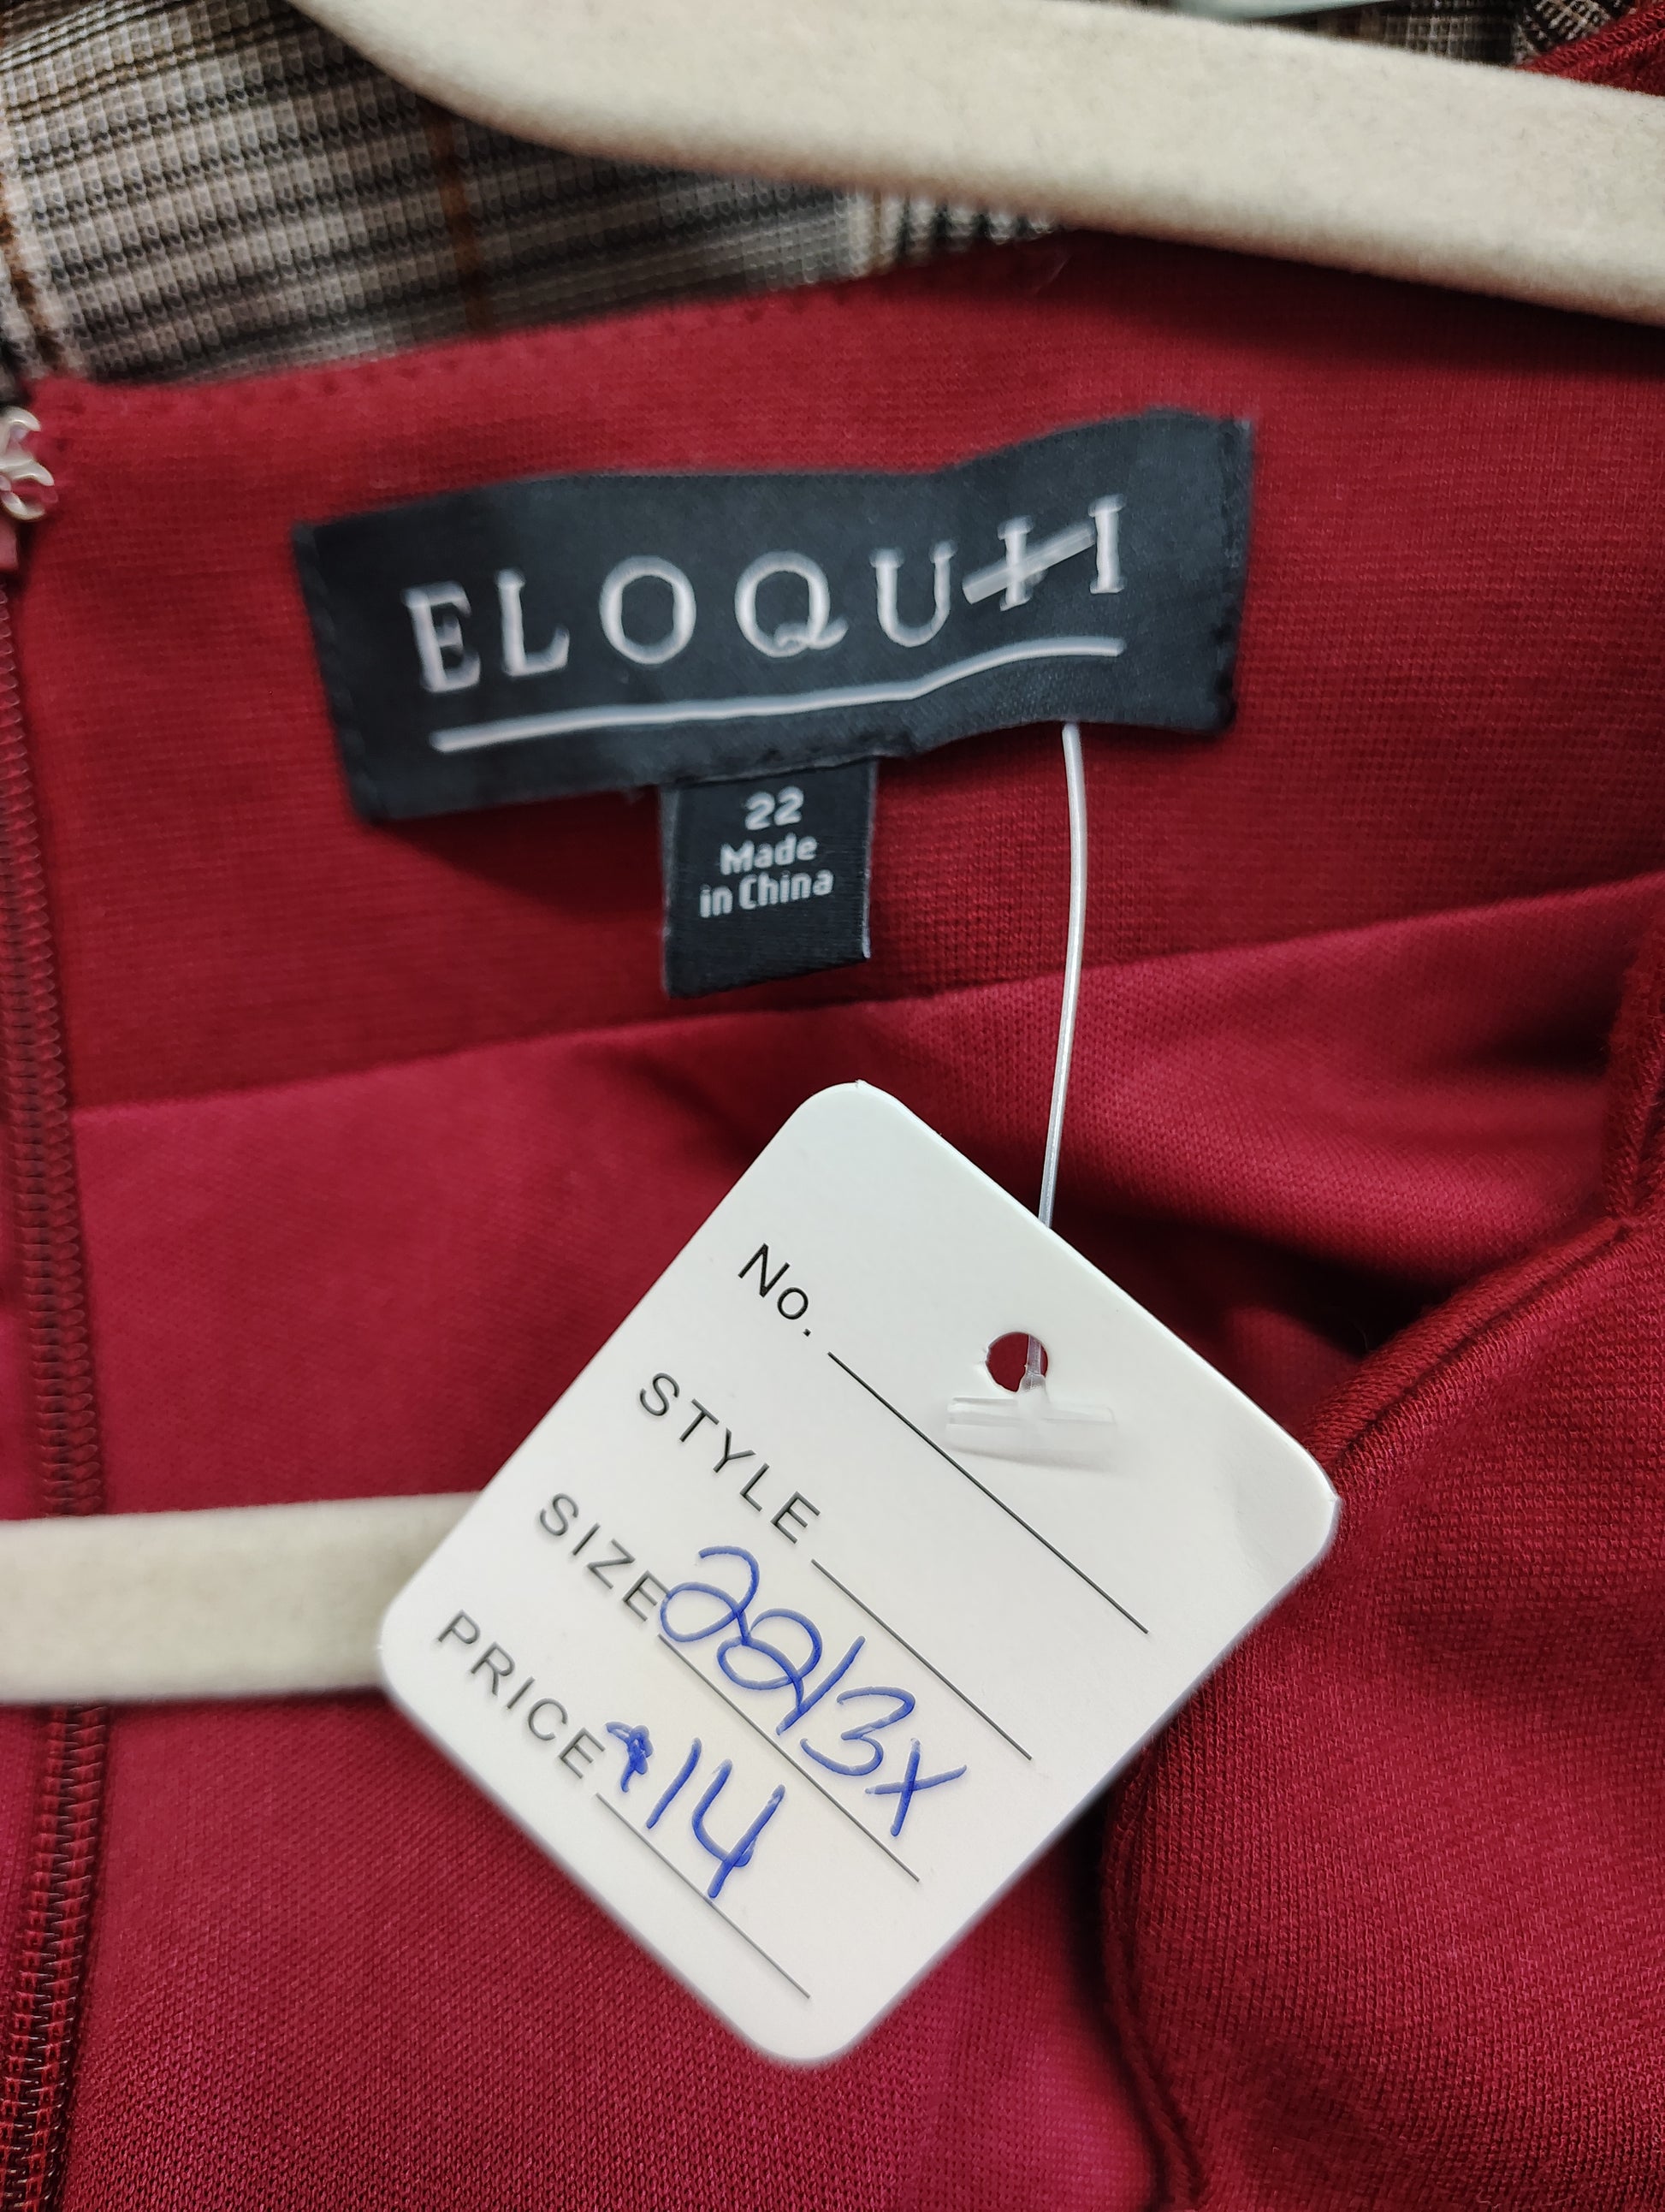 ELOQUII
22
Made
in China
No.
STYLE
SIZE 22/3x
PRICE $14